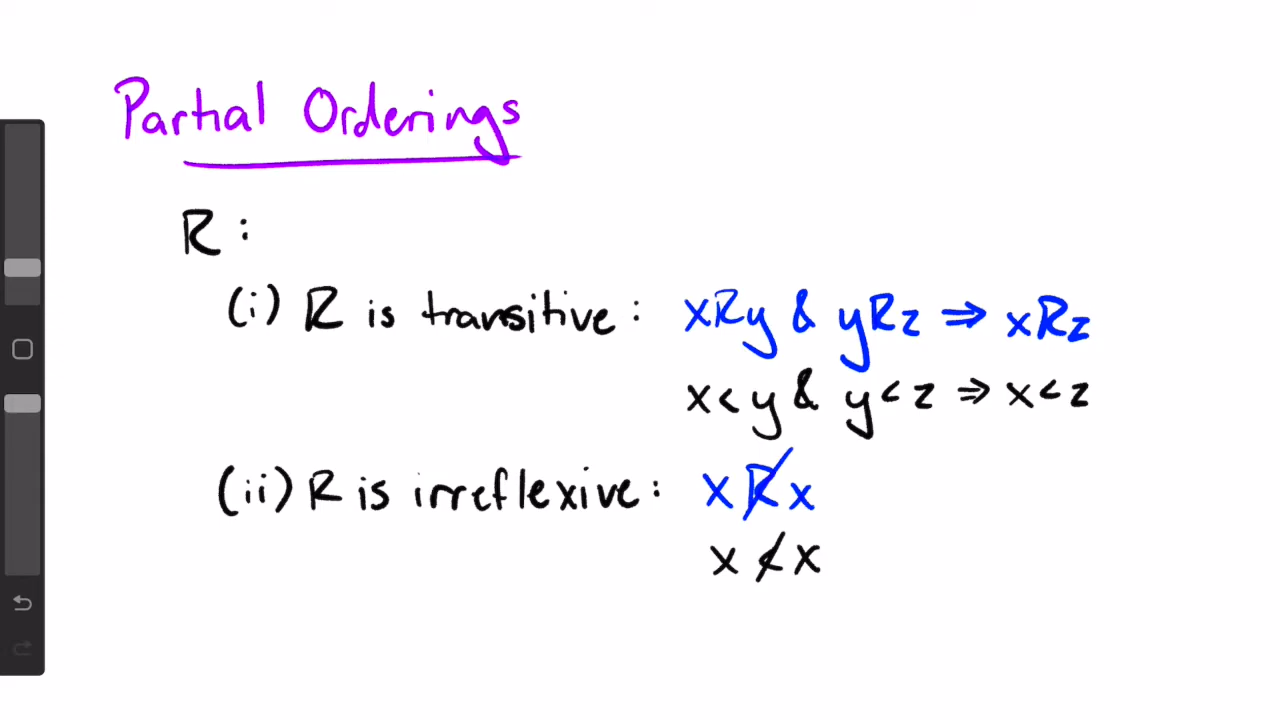 Partial Orderings
R :
(i) R is transitive : xRy & yRz ⇒ xRz
x < y & y < z ⇒ x < z
(ii) R is irreflexive : x R̸ x
x ≮ x